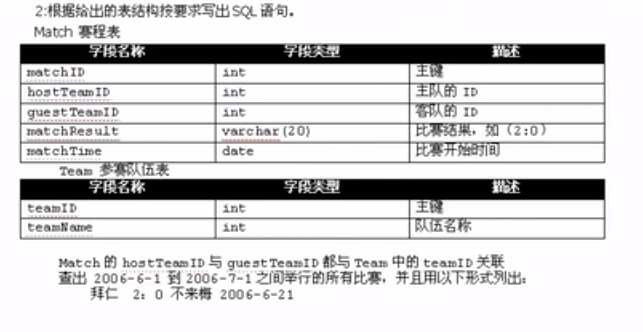 2:根据给出的表结构按要求写出SQL语句。
Match 赛程表
字段名称 字段类型 描述
matchID int 主键
hostTeamID int 主队的 ID
guestTeamID int 客队的 ID
matchResult varchar(20) 比赛结果，如（2:0）
matchTime date 比赛开始时间
Team 参赛队伍表
字段名称 字段类型 描述
teamID int 主键
teamName int 队伍名称
Match 的 hostTeamID 与 guestTeamID 都与 Team 中的 teamID 关联
查出 2006-6-1 到 2006-7-1 之间举行的所有比赛，并且用以下形式列出：
拜仁 2：0 不来梅 2006-6-21